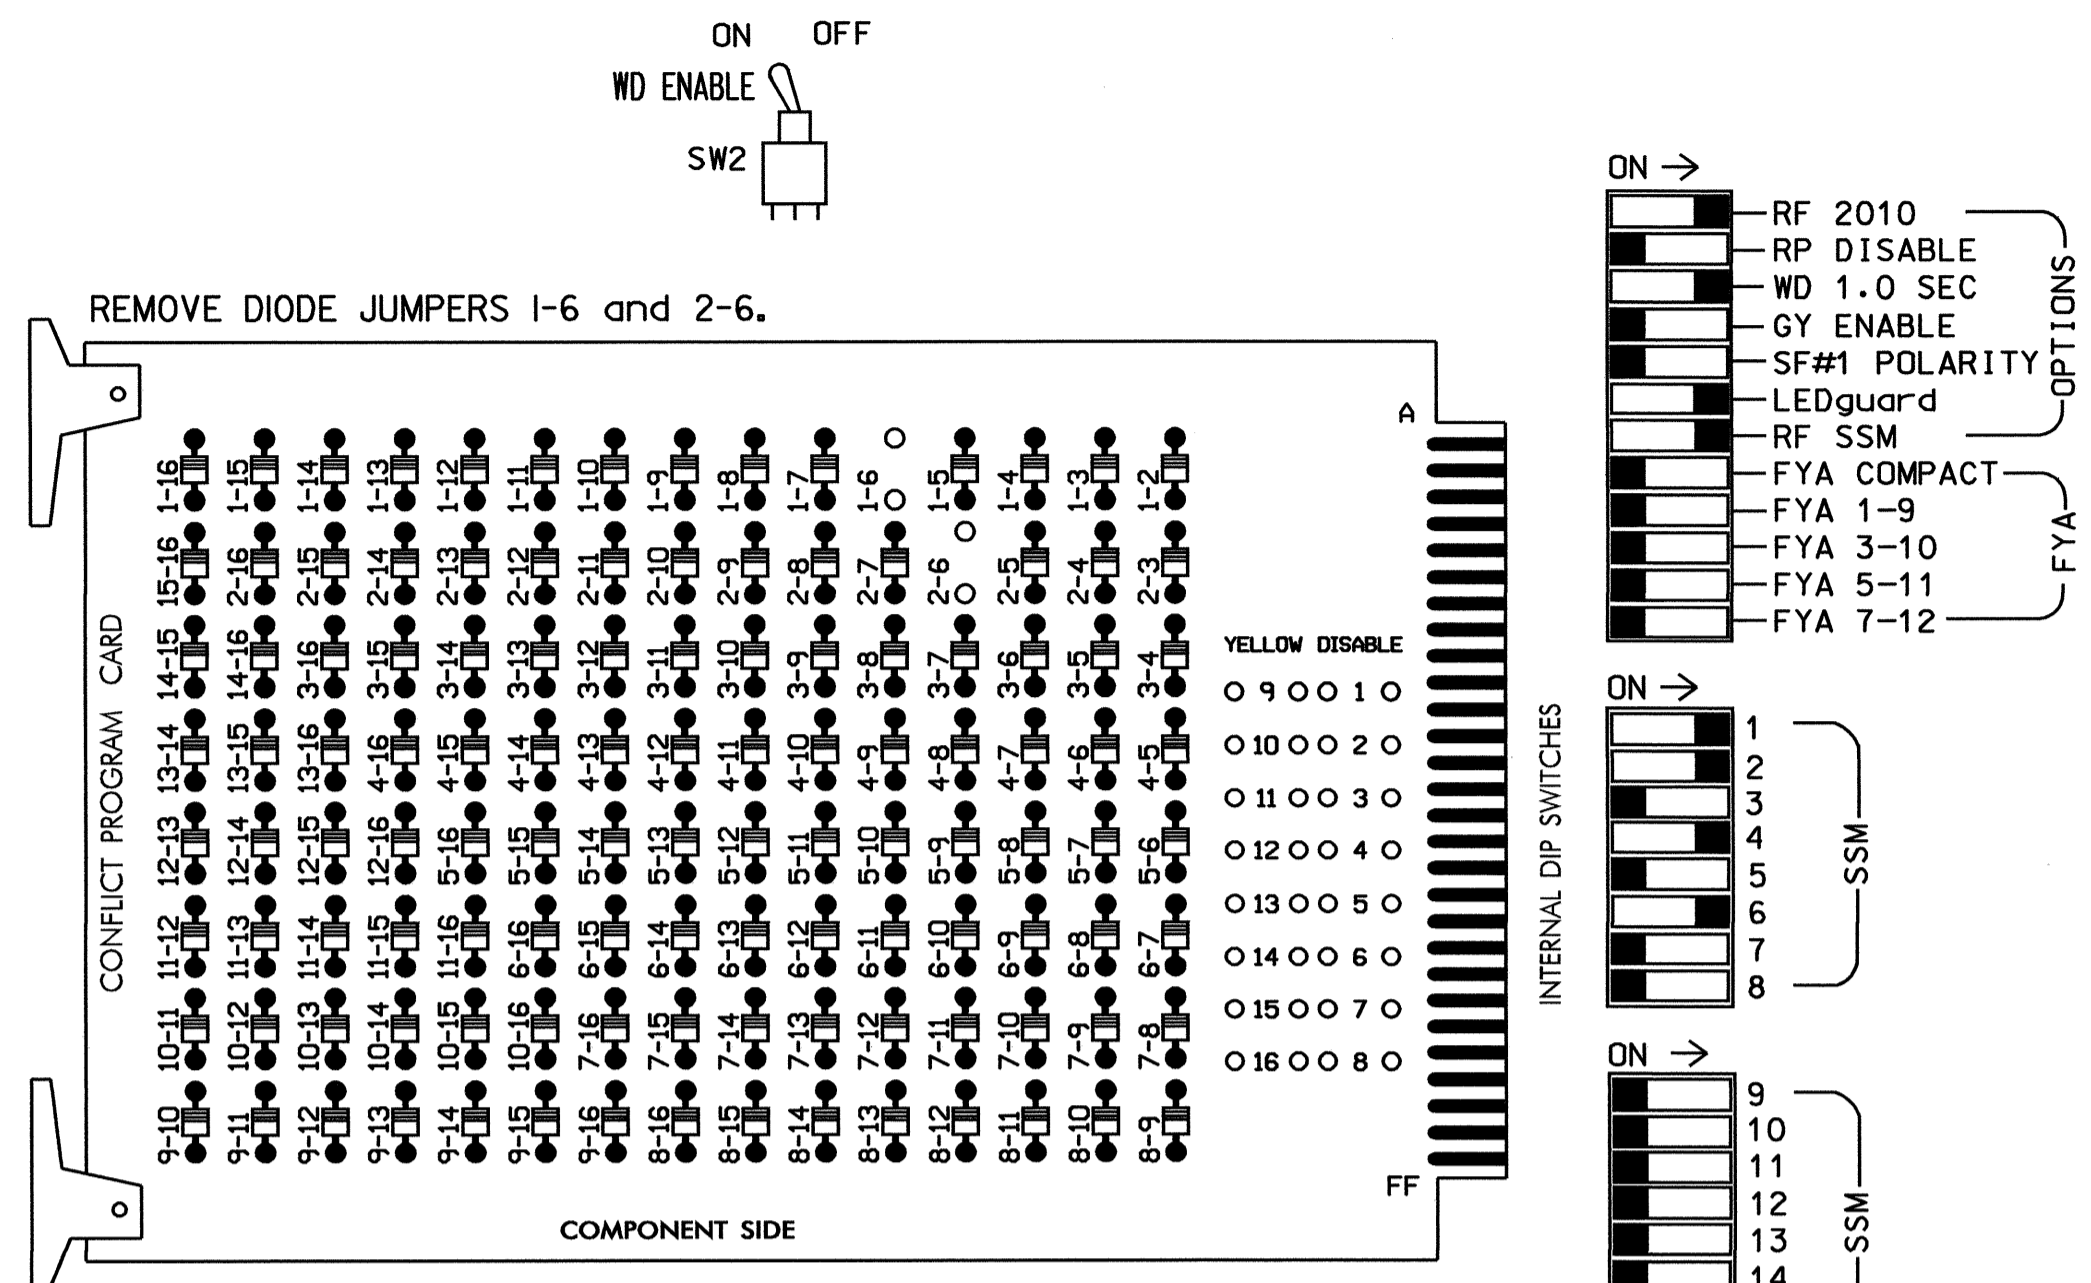 ON OFF
WD ENABLE
SW2
REMOVE DIODE JUMPERS 1-6 and 2-6.
CONFLICT PROGRAM CARD
A
1-16 1-15 1-14 1-13 1-12 1-11 1-10 1-9 1-8 1-7 1-6 1-5 1-4 1-3 1-2
15-16 2-16 2-15 2-14 2-13 2-12 2-11 2-10 2-9 2-8 2-7 2-6 2-5 2-4 2-3
14-15 14-16 3-16 3-15 3-14 3-13 3-12 3-11 3-10 3-9 3-8 3-7 3-6 3-5 3-4
13-14 13-15 13-16 4-16 4-15 4-14 4-13 4-12 4-11 4-10 4-9 4-8 4-7 4-6 4-5
12-13 12-14 12-15 12-16 5-16 5-15 5-14 5-13 5-12 5-11 5-10 5-9 5-8 5-7 5-6
11-12 11-13 11-14 11-15 11-16 6-16 6-15 6-14 6-13 6-12 6-11 6-10 6-9 6-8 6-7
10-11 10-12 10-13 10-14 10-15 10-16 7-16 7-15 7-14 7-13 7-12 7-11 7-10 7-9 7-8
9-10 9-11 9-12 9-13 9-14 9-15 9-16 8-16 8-15 8-14 8-13 8-12 8-11 8-10 8-9
YELLOW DISABLE
9 1
10 2
11 3
12 4
13 5
14 6
15 7
16 8
FF
COMPONENT SIDE
INTERNAL DIP SWITCHES
ON →
RF 2010
RP DISABLE
WD 1.0 SEC
GY ENABLE
SF#1 POLARITY
LEDguard
RF SSM
OPTIONS
FYA COMPACT
FYA 1-9
FYA 3-10
FYA 5-11
FYA 7-12
FYA
ON →
1
2
3
4
5
6
7
8
SSM
ON →
9
10
11
12
13
14
SSM